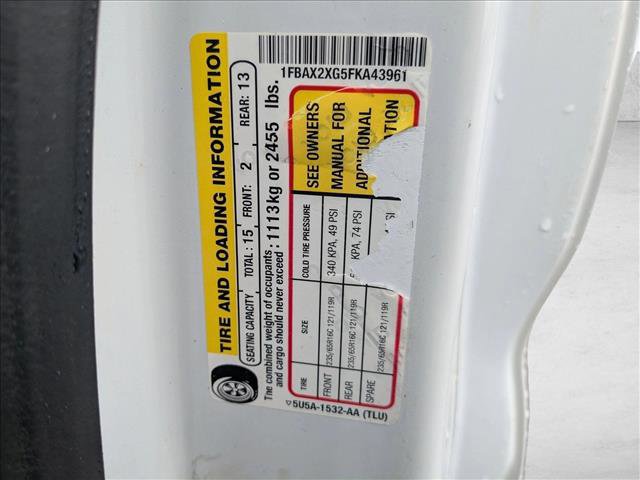 1FBAX2XG5FKA43961
TIRE AND LOADING INFORMATION
SEATING CAPACITY TOTAL: 15 FRONT: 2 REAR: 13
The combined weight of occupants and cargo should never exceed : 1113kg or 2455 lbs.
TIRE SIZE COLD TIRE PRESSURE
FRONT 235/65R16C 121/119R 340 KPA, 49 PSI
REAR 235/65R16C 121/119R KPA, 74 PSI
SPARE 235/65R16C 121/119R
SEE OWNERS
MANUAL FOR
ADDITIONAL
5U5A-1532-AA (TLU)